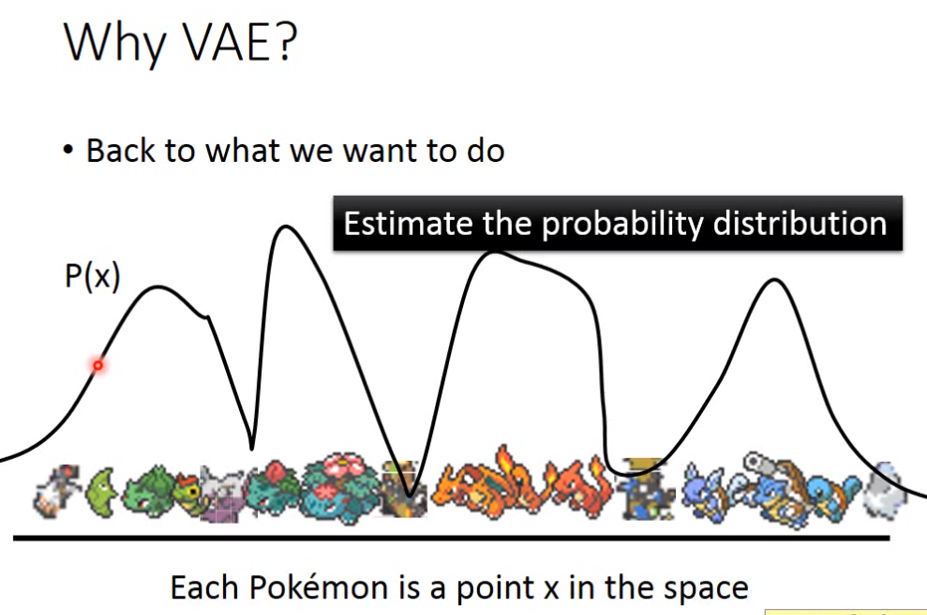 Why VAE?
• Back to what we want to do
Estimate the probability distribution
P(x)
Each Pokémon is a point x in the space